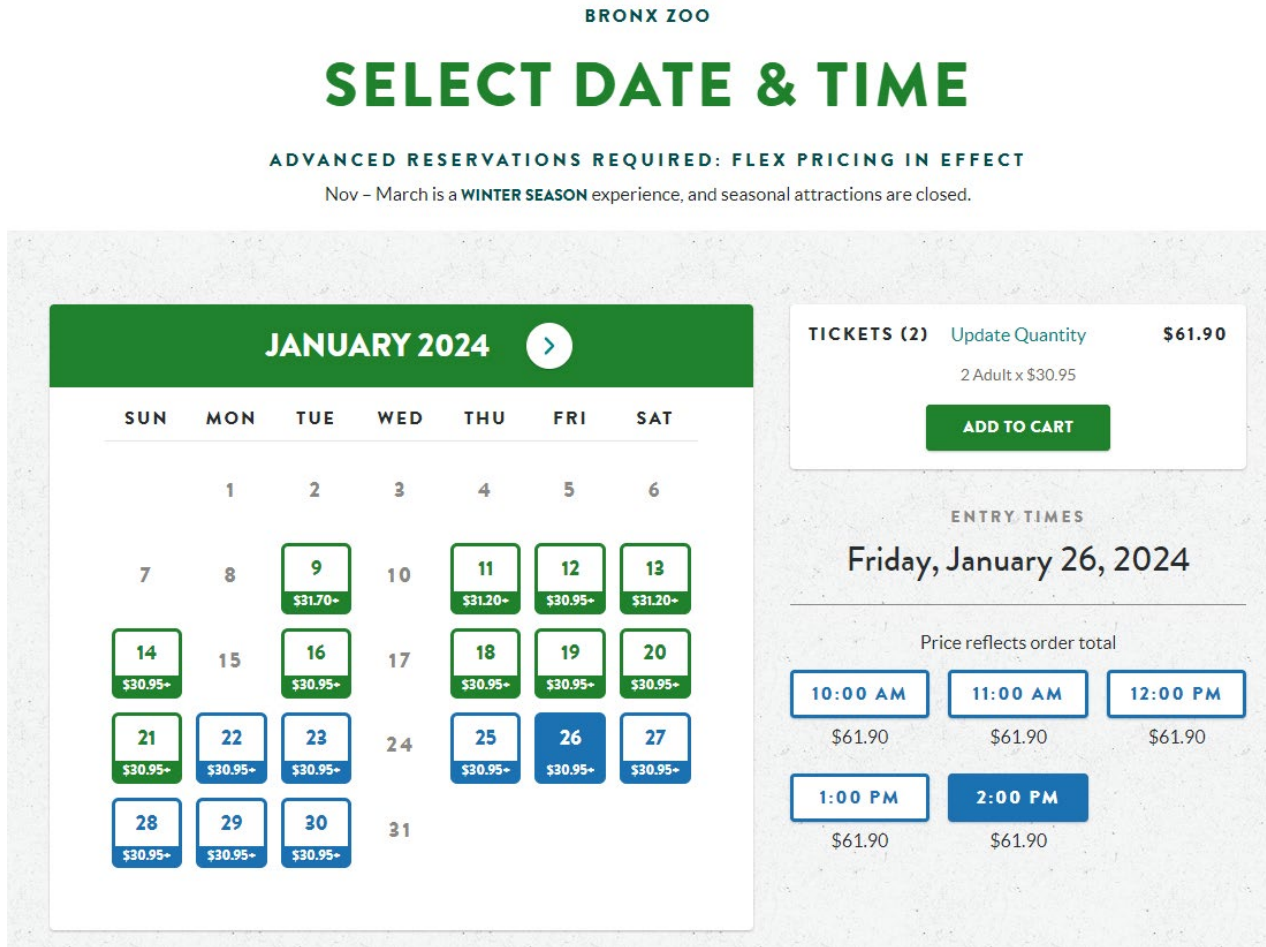 BRONX ZOO
SELECT DATE & TIME
ADVANCED RESERVATIONS REQUIRED: FLEX PRICING IN EFFECT
Nov – March is a WINTER SEASON experience, and seasonal attractions are closed.
JANUARY 2024
SUN MON TUE WED THU FRI SAT
1 2 3 4 5 6
7 8 9 10 11 12 13
$31.70+ $31.20+ $30.95+ $31.20+
14 15 16 17 18 19 20
$30.95+ $30.95+ $30.95+ $30.95+ $30.95+
21 22 23 24 25 26 27
$30.95+ $30.95+ $30.95+ $30.95+ $30.95+ $30.95+
28 29 30 31
$30.95+ $30.95+ $30.95+
TICKETS (2) Update Quantity $61.90
2 Adult x $30.95
ADD TO CART
ENTRY TIMES
Friday, January 26, 2024
Price reflects order total
10:00 AM 11:00 AM 12:00 PM
$61.90 $61.90 $61.90
1:00 PM 2:00 PM
$61.90 $61.90